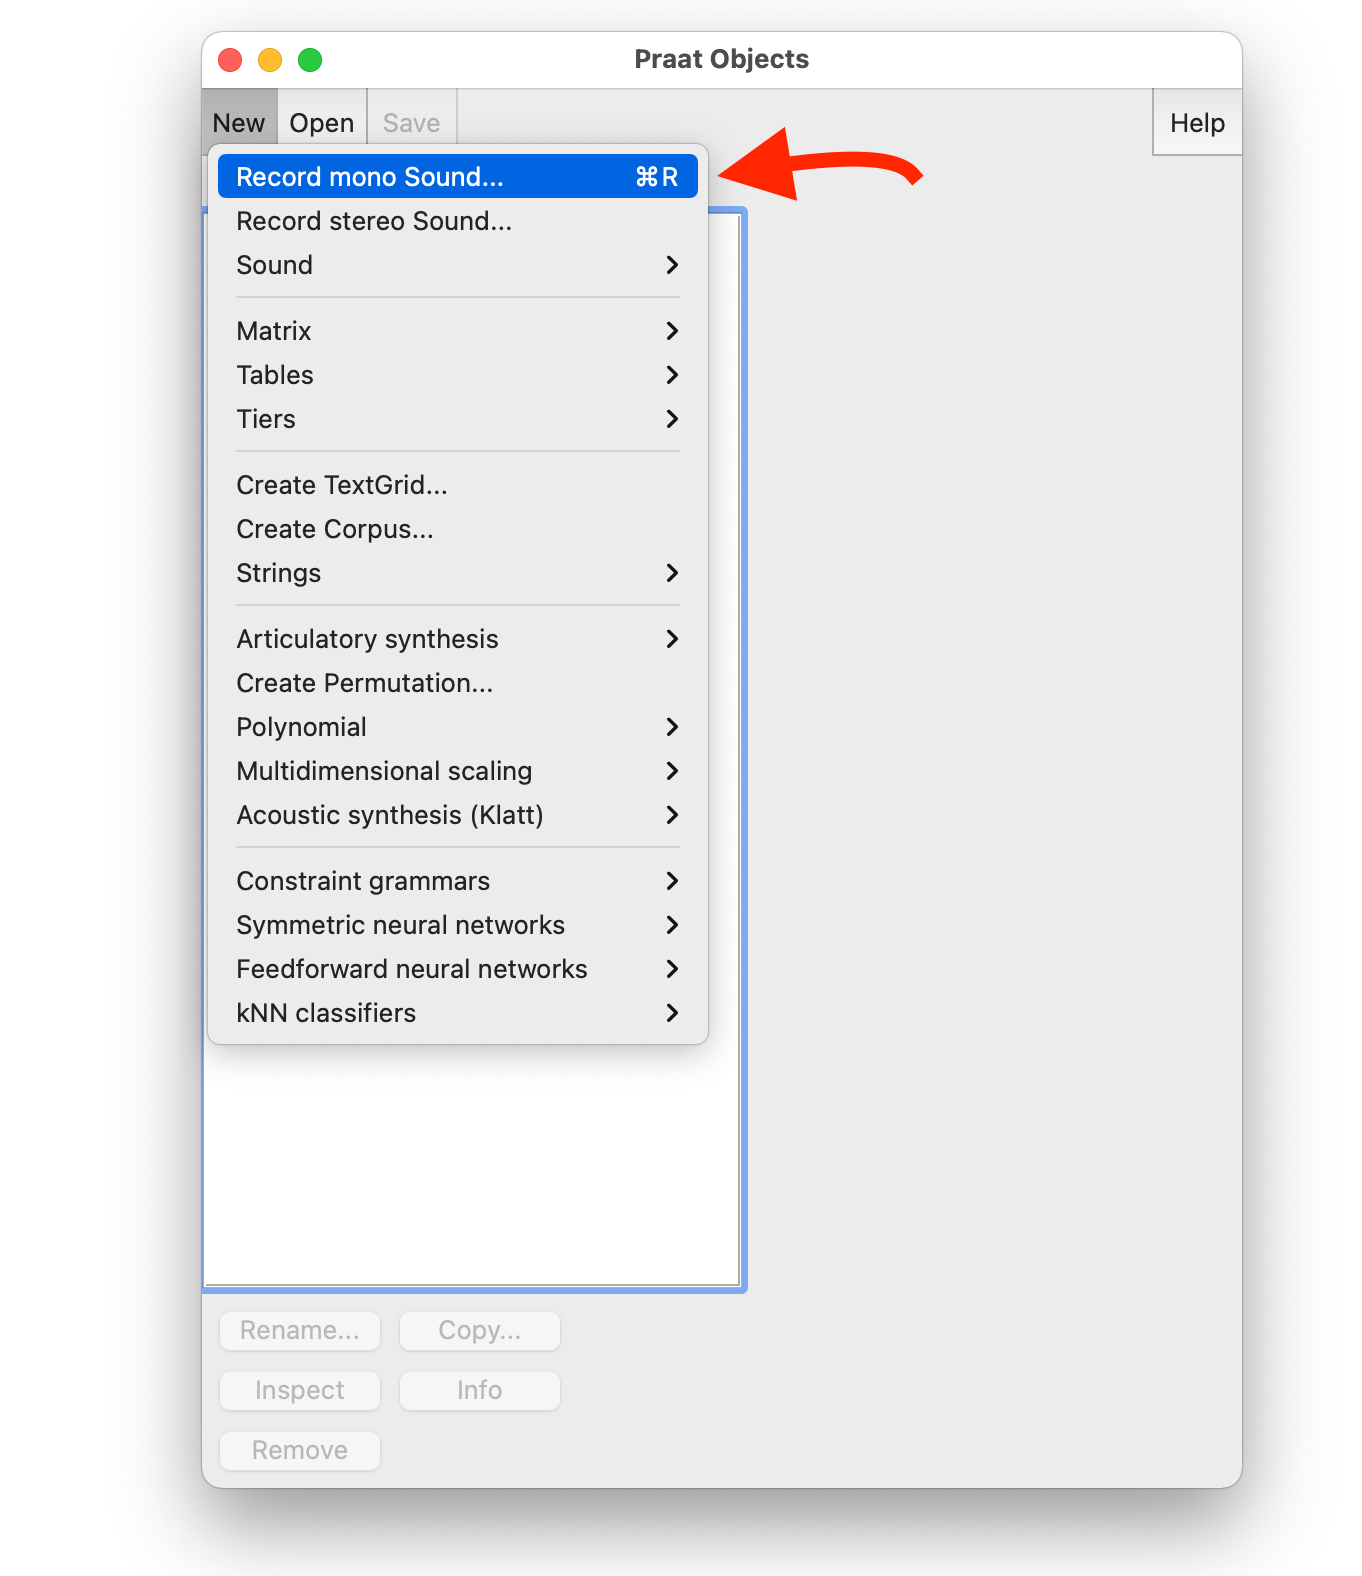 Praat Objects
New Open Save Help
Record mono Sound... ⌘R
Record stereo Sound...
Sound
Matrix
Tables
Tiers
Create TextGrid...
Create Corpus...
Strings
Articulatory synthesis
Create Permutation...
Polynomial
Multidimensional scaling
Acoustic synthesis (Klatt)
Constraint grammars
Symmetric neural networks
Feedforward neural networks
kNN classifiers
Rename... Copy...
Inspect Info
Remove